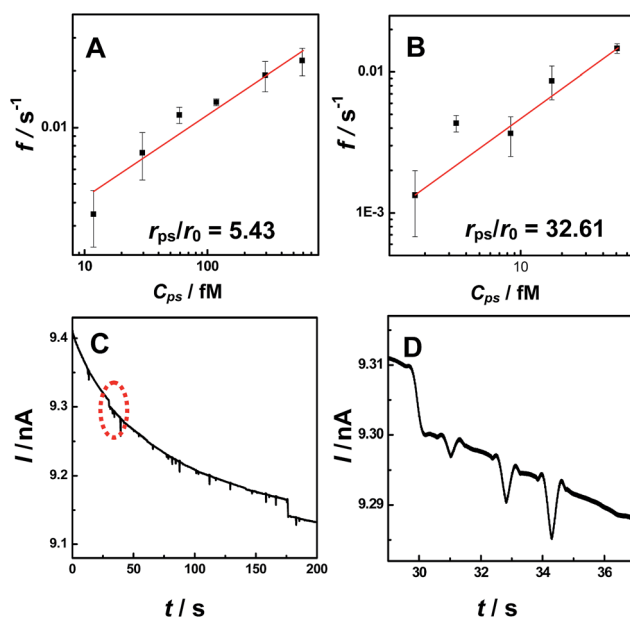 A
f / s⁻¹
0.01
r_ps/r_0 = 5.43
10 100
C_ps / fM
B
f / s⁻¹
0.01
1E-3
r_ps/r_0 = 32.61
10
C_ps / fM
C
I / nA
9.4
9.3
9.2
9.1
0 50 100 150 200
t / s
D
I / nA
9.31
9.30
9.29
30 32 34 36
t / s